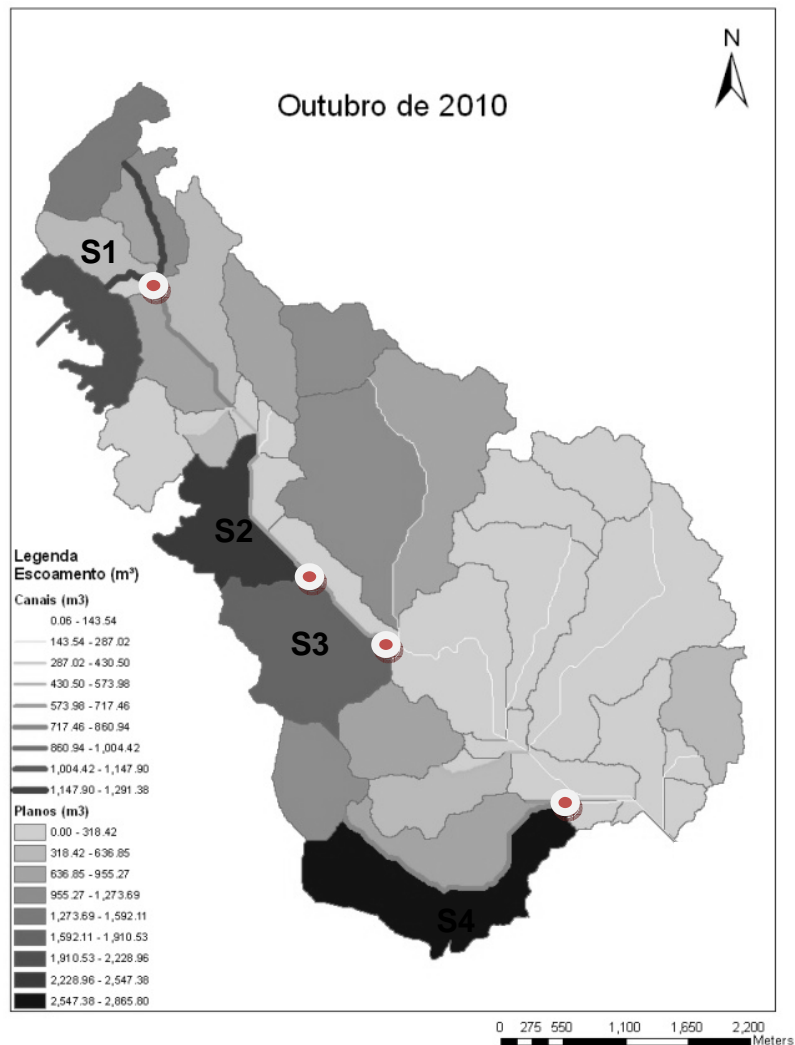 N
Outubro de 2010
S1
S2
S3
S4
Legenda
Escoamento (m³)
Canais (m3)
0.06 - 143.54
143.54 - 287.02
287.02 - 430.50
430.50 - 573.98
573.98 - 717.46
717.46 - 860.94
860.94 - 1,004.42
1,004.42 - 1,147.90
1,147.90 - 1,291.38
Planos (m3)
0.00 - 318.42
318.42 - 636.85
636.85 - 955.27
955.27 - 1,273.69
1,273.69 - 1,592.11
1,592.11 - 1,910.53
1,910.53 - 2,228.96
2,228.96 - 2,547.38
2,547.38 - 2,865.80
0 275 550 1,100 1,650 2,200
Meters